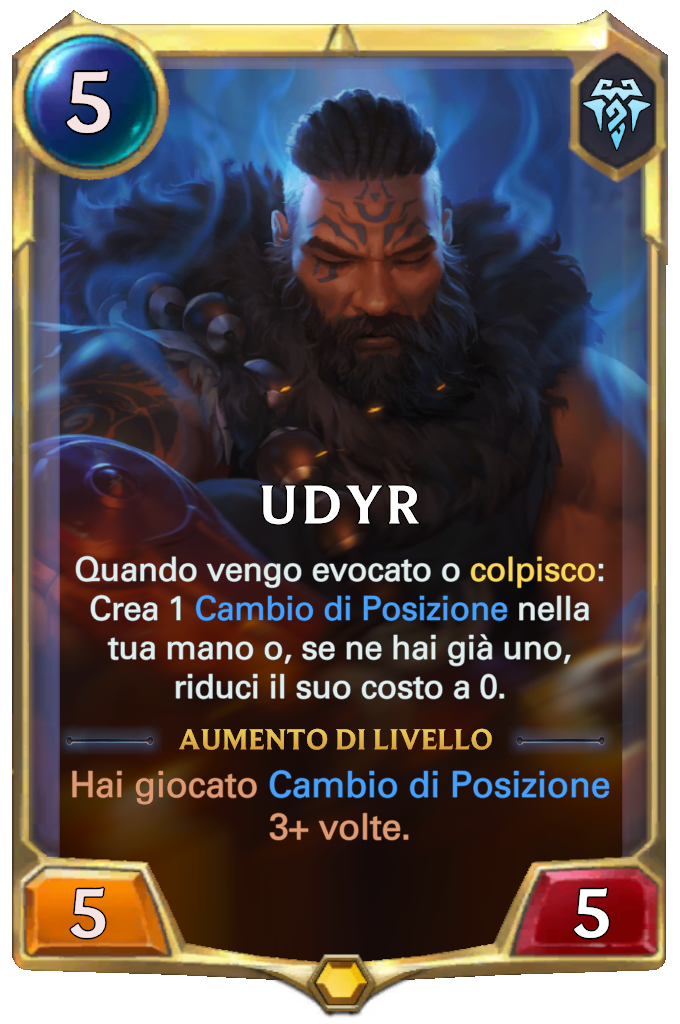 5
UDYR
Quando vengo evocato o colpisco:
Crea 1 Cambio di Posizione nella
tua mano o, se ne hai già uno,
riduci il suo costo a 0.
AUMENTO DI LIVELLO
Hai giocato Cambio di Posizione
3+ volte.
5
5